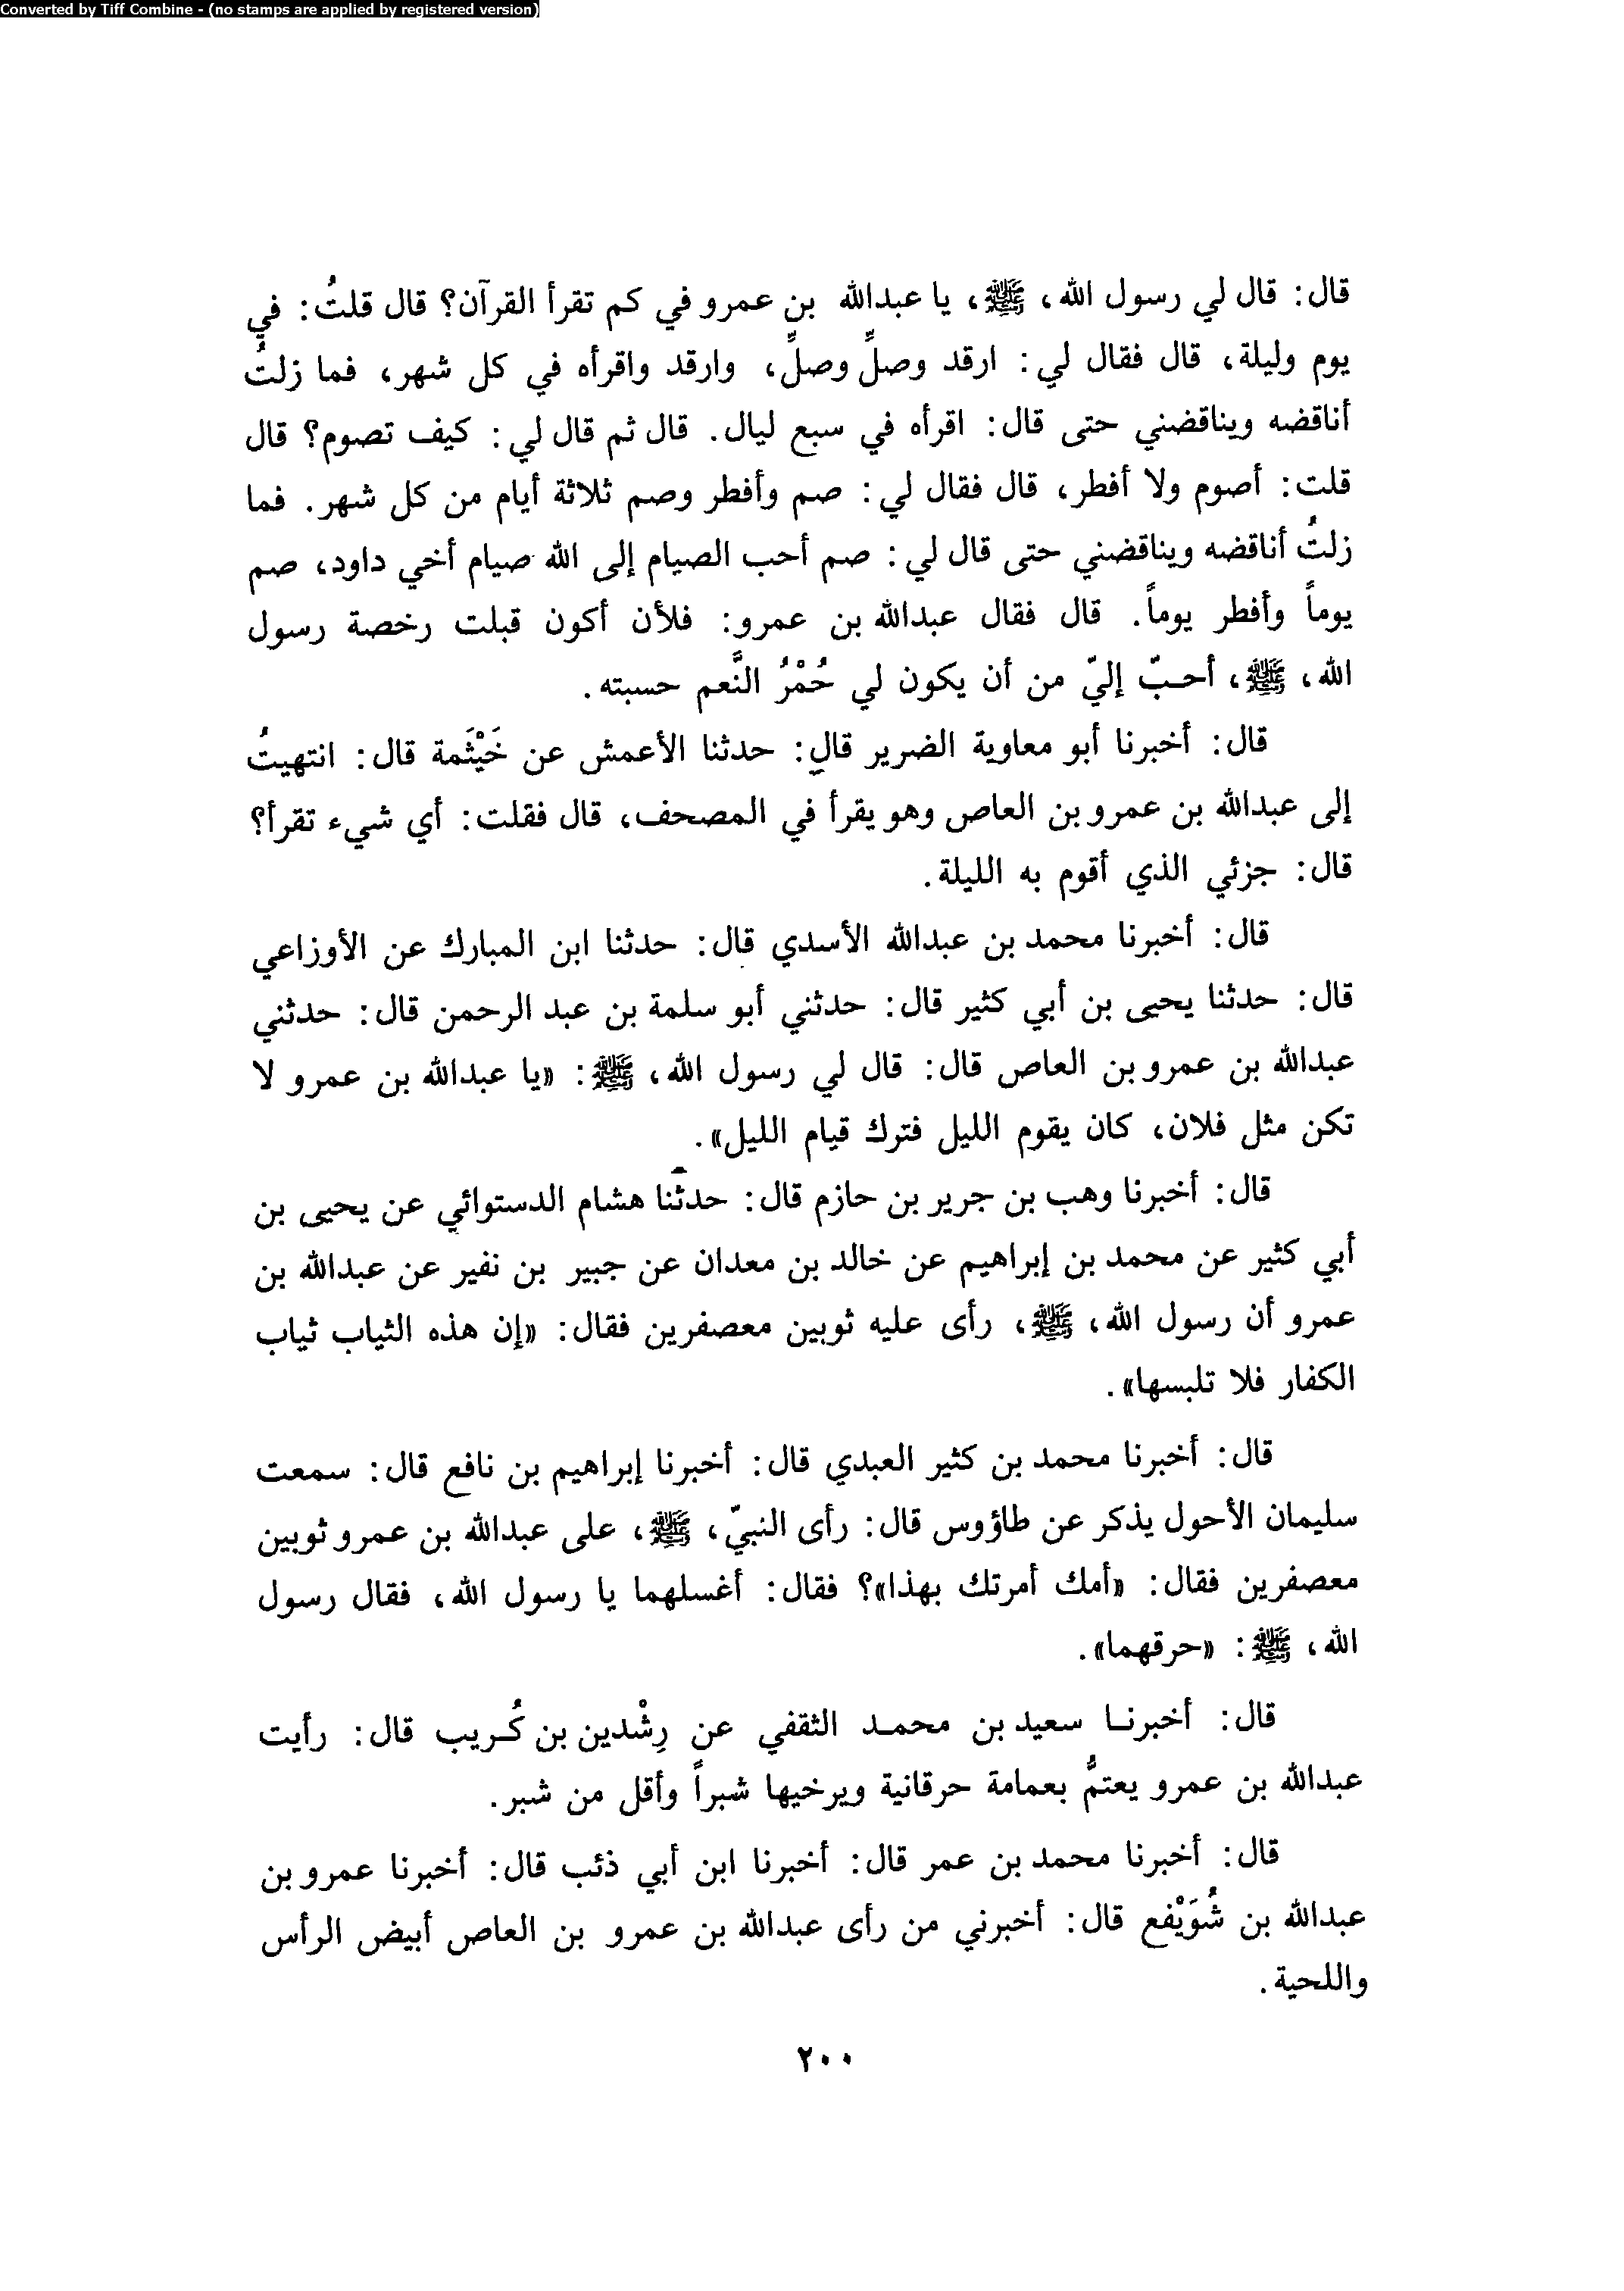 Converted by Tiff Combine - (no stamps are applied by registered version)
قال: قال لي رسول الله، ﷺ، يا عبدالله بن عمرو في كم تقرأ القرآن؟ قال قلتُ: في
يوم وليلة، قال فقال لي: ارقد وصلِّ وصلِّ، وارقد واقرأه في كل شهر، فما زلتُ
أناقضه ويناقضني حتى قال: اقرأه في سبع ليال. قال ثم قال لي: كيف تصوم؟ قال
قلت: أصوم ولا أفطر، قال فقال لي: صم وأفطر وصم ثلاثة أيام من كل شهر. فما
زلتُ أناقضه ويناقضني حتى قال لي: صم أحب الصيام إلى الله صيام أخي داود، صم
يوماً وأفطر يوماً. قال فقال عبدالله بن عمرو: فلأن أكون قبلت رخصة رسول
الله، ﷺ، أحبّ إليّ من أن يكون لي حُمْرُ النَّعم حسبته.
قال: أخبرنا أبو معاوية الضرير قال: حدثنا الأعمش عن خَيْثَمة قال: انتهيتُ
إلى عبدالله بن عمرو بن العاص وهو يقرأ في المصحف، قال فقلت: أي شيء تقرأ؟
قال: جزئي الذي أقوم به الليلة.
قال: أخبرنا محمد بن عبدالله الأسدي قال: حدثنا ابن المبارك عن الأوزاعي
قال: حدثنا يحيى بن أبي كثير قال: حدثني أبو سلمة بن عبد الرحمن قال: حدثني
عبدالله بن عمرو بن العاص قال: قال لي رسول الله، ﷺ: «يا عبدالله بن عمرو لا
تكن مثل فلان، كان يقوم الليل فترك قيام الليل».
قال: أخبرنا وهب بن جرير بن حازم قال: حدثنا هشام الدستوائي عن يحيى بن
أبي كثير عن محمد بن إبراهيم عن خالد بن معدان عن جبير بن نفير عن عبدالله بن
عمرو أن رسول الله، ﷺ، رأى عليه ثوبين معصفرين فقال: «إن هذه الثياب ثياب
الكفار فلا تلبسها».
قال: أخبرنا محمد بن كثير العبدي قال: أخبرنا إبراهيم بن نافع قال: سمعت
سليمان الأحول يذكر عن طاؤوس قال: رأى النبيّ، ﷺ، على عبدالله بن عمرو ثوبين
معصفرين فقال: «أمك أمرتك بهذا»؟ فقال: أغسلهما يا رسول الله، فقال رسول
الله، ﷺ: «حرقهما».
قال: أخبرنا سعيد بن محمد الثقفي عن رِشْدين بن كُريب قال: رأيت
عبدالله بن عمرو يعتمُّ بعمامة حرقانية ويرخيها شبراً وأقل من شبر.
قال: أخبرنا محمد بن عمر قال: أخبرنا ابن أبي ذئب قال: أخبرنا عمرو بن
عبدالله بن شُوَيْفع قال: أخبرني من رأى عبدالله بن عمرو بن العاص أبيض الرأس
واللحية.
٢٠٠